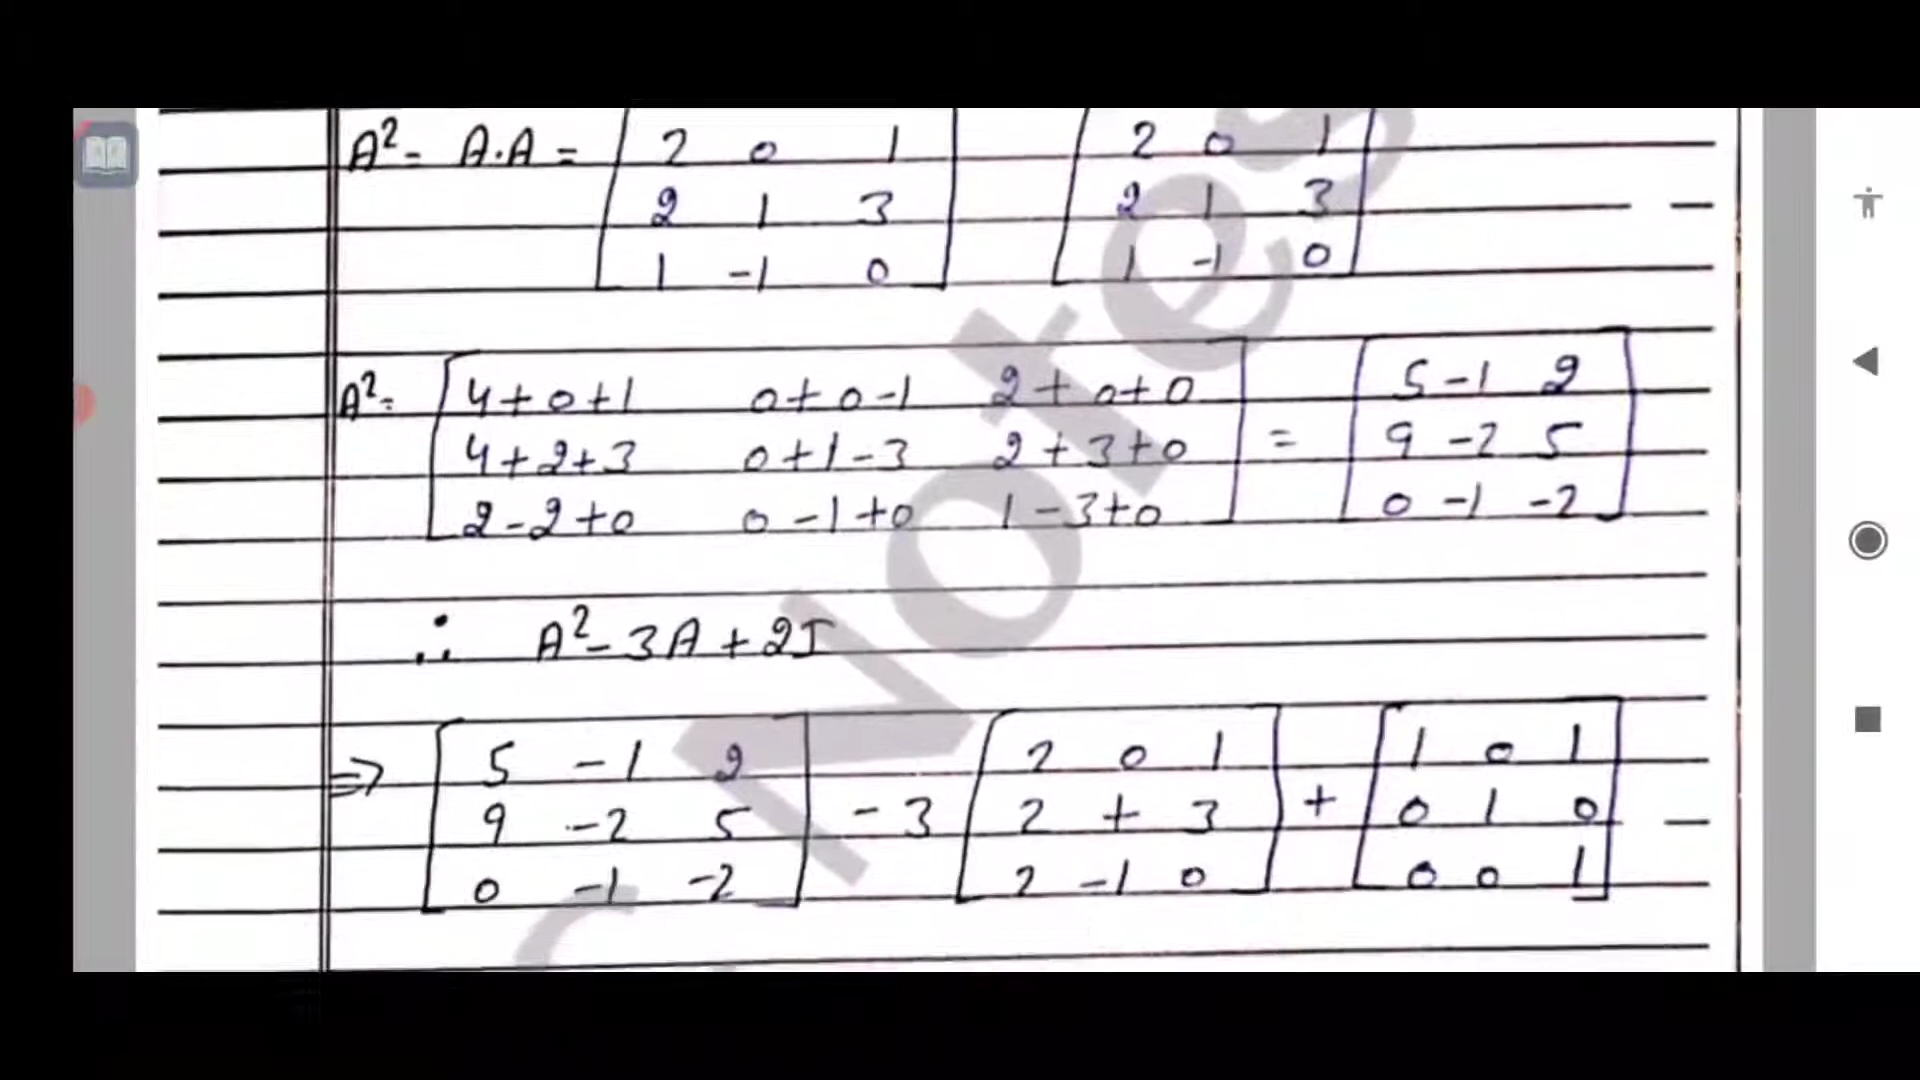 A² = A.A = [2 0 1] [2 0 1]
[2 1 3] [2 1 3]
[1 -1 0] [1 -1 0]
A² = [4+0+1 0+0-1 2+0+0] = [5 -1 2]
[4+2+3 0+1-3 2+3+0] [9 -2 5]
[2-2+0 0-1+0 1-3+0] [0 -1 -2]
∴ A² - 3A + 2I
⇒ [5 -1 2] - 3 [2 0 1] + [1 0 1]
[9 -2 5] [2 + 3] [0 1 0]
[0 -1 -2] [2 -1 0] [0 0 1]
Notes